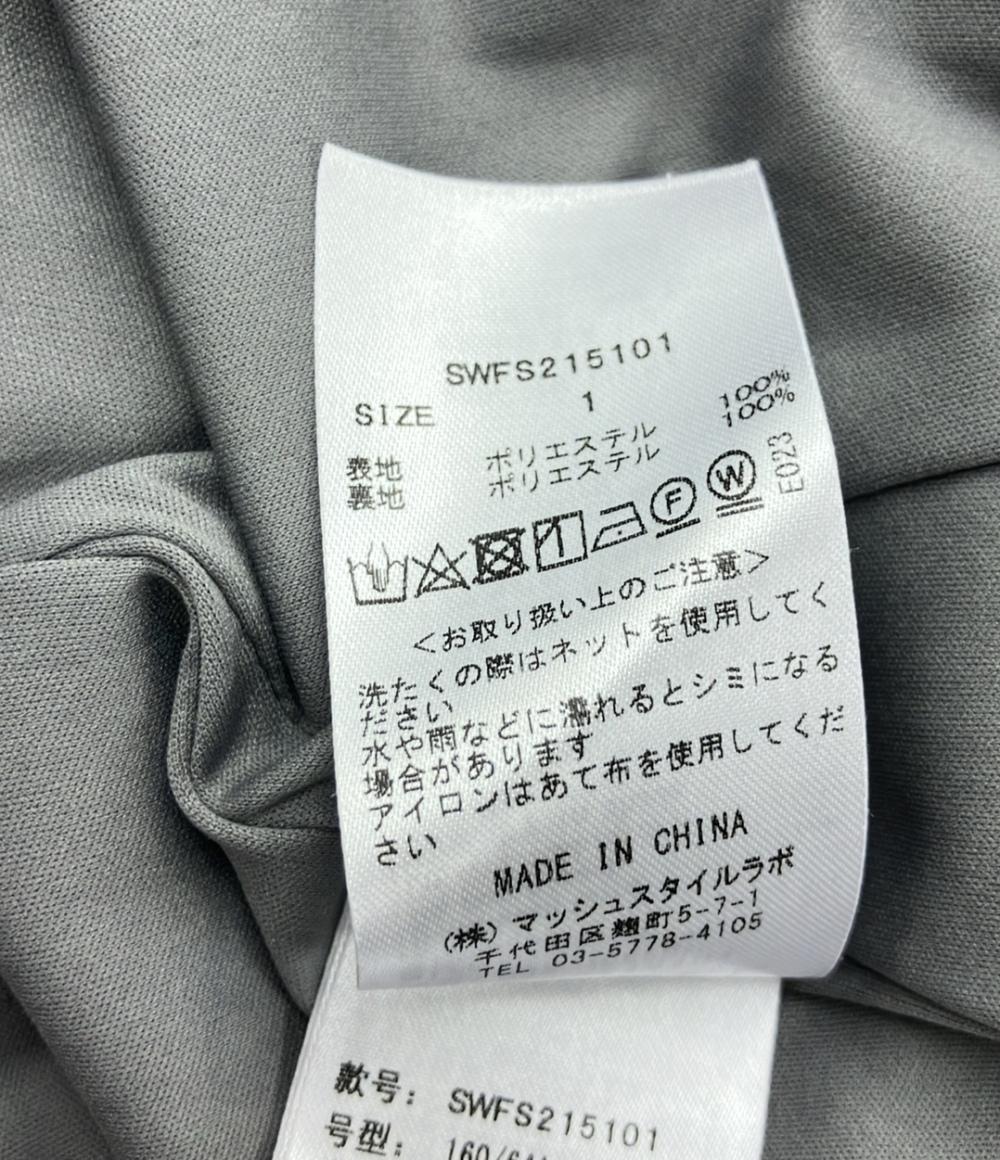 SWFS215101
SIZE 1
表地 ポリエステル 100%
裏地 ポリエステル 100%
E023
F W
<お取り扱い上のご注意>
洗たくの際はネットを使用してく
ださい
水や雨などに濡れるとシミになる
場合があります
アイロンはあて布を使用してくだ
さい
MADE IN CHINA
(株)マッシュスタイルラボ
千代田区麹町5-7-1
TEL 03-5778-4105
款号: SWFS215101
号型: